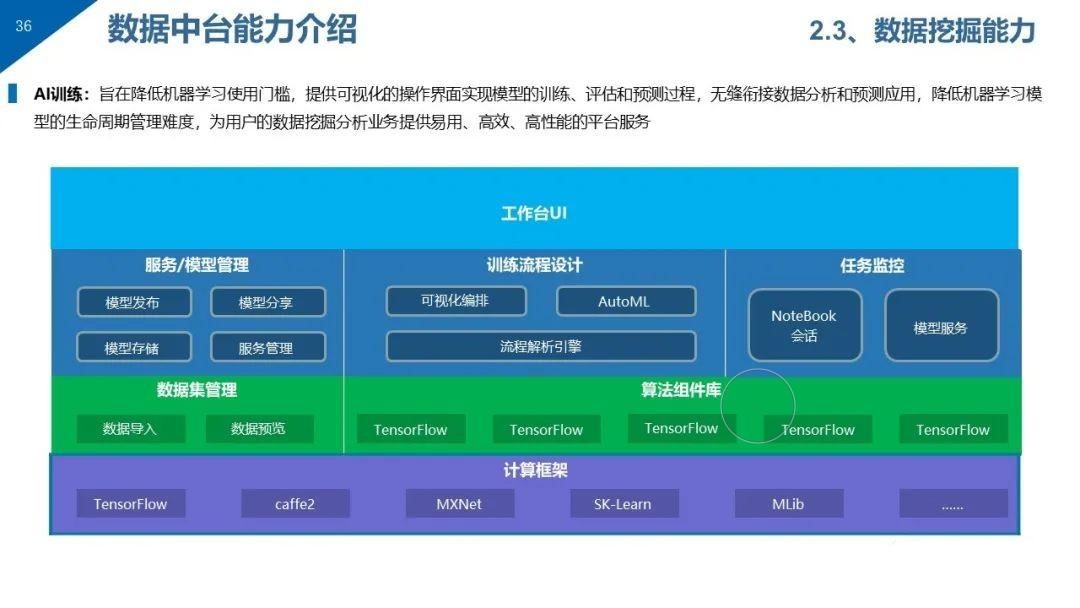 36
数据中台能力介绍
2.3、数据挖掘能力
AI训练：旨在降低机器学习使用门槛，提供可视化的操作界面实现模型的训练、评估和预测过程，无缝衔接数据分析和预测应用，降低机器学习模
型的生命周期管理难度，为用户的数据挖掘分析业务提供易用、高效、高性能的平台服务
工作台UI
服务/模型管理
模型发布
模型分享
模型存储
服务管理
训练流程设计
可视化编排
AutoML
流程解析引擎
任务监控
NoteBook
会话
模型服务
数据集管理
数据导入
数据预览
算法组件库
TensorFlow
TensorFlow
TensorFlow
TensorFlow
TensorFlow
计算框架
TensorFlow
caffe2
MXNet
SK-Learn
MLib
......